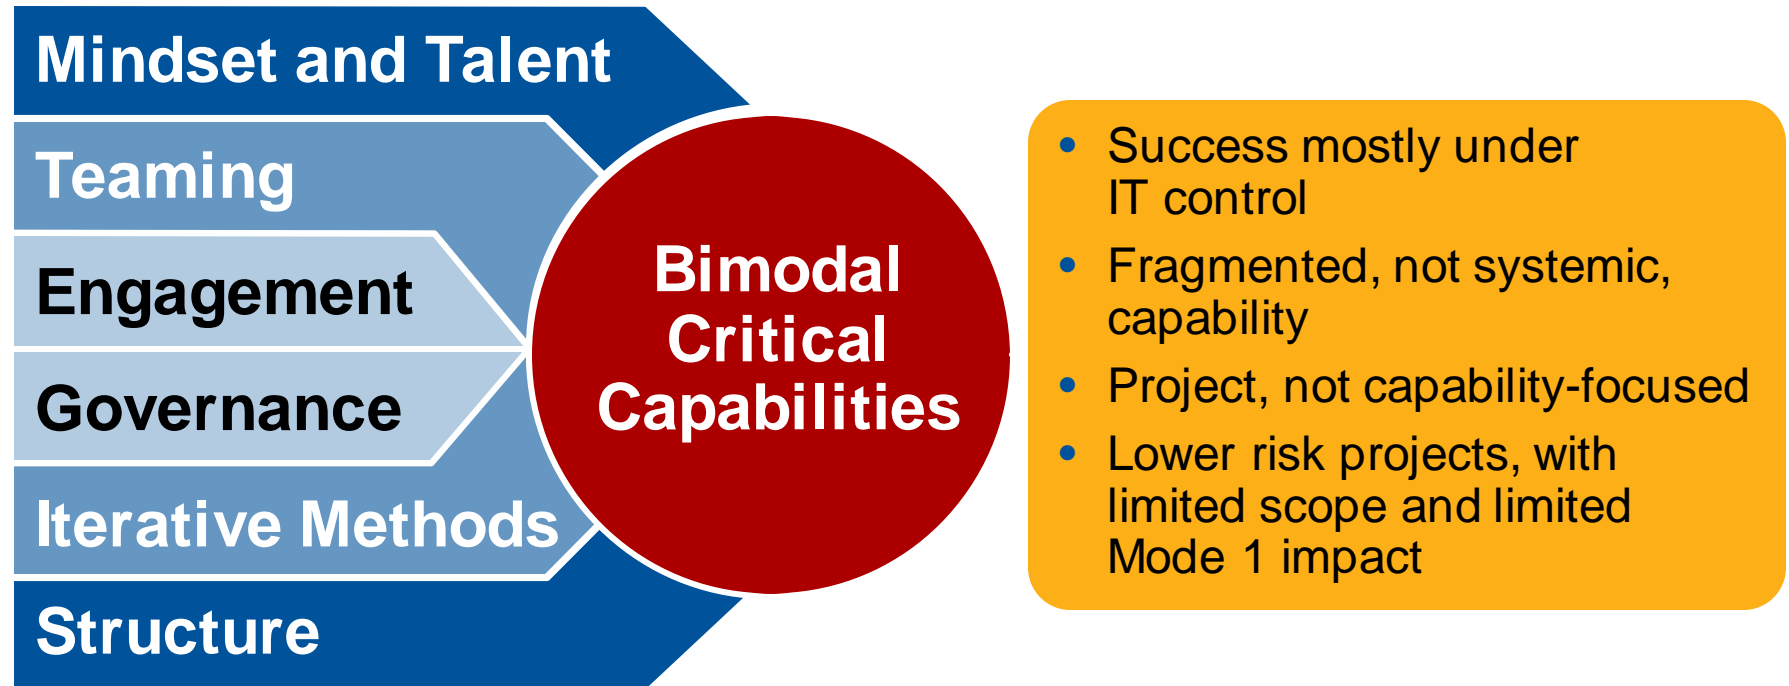 Mindset and Talent
Teaming
Engagement
Governance
Iterative Methods
Structure
Bimodal
Critical
Capabilities
• Success mostly under
IT control
• Fragmented, not systemic,
capability
• Project, not capability-focused
• Lower risk projects, with
limited scope and limited
Mode 1 impact